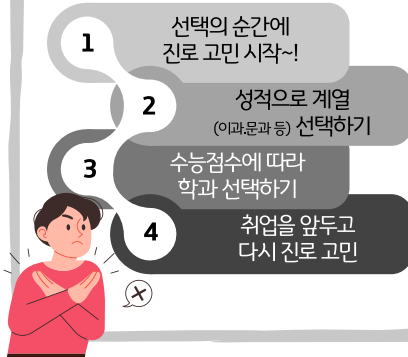 1
선택의 순간에
진로 고민 시작~!
2
성적으로 계열
(이과.문과 등) 선택하기
3
수능점수에 따라
학과 선택하기
4
취업을 앞두고
다시 진로 고민